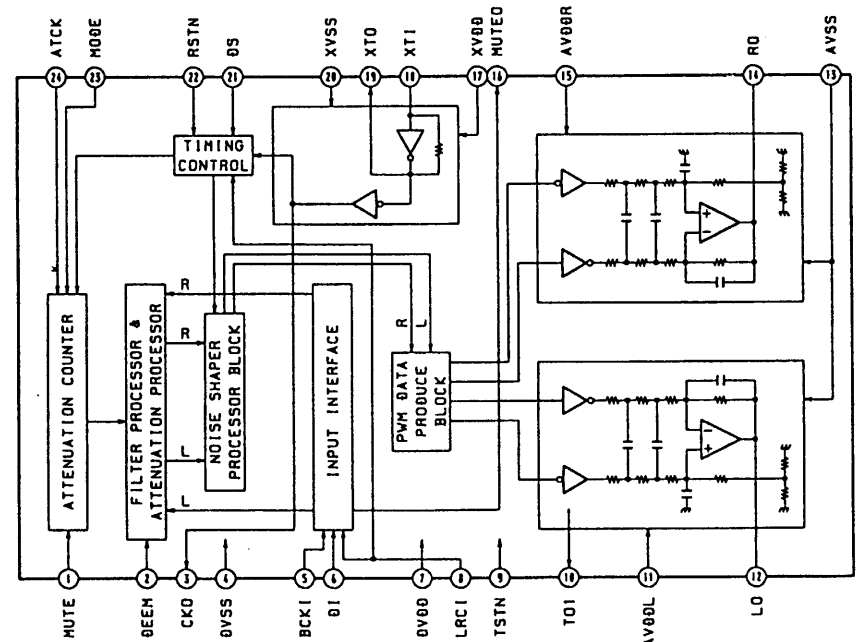 ATCK
MODE
RSTN
DS
XVSS
XTO
XTI
XVDD
MUTEO
AVDDR
RO
AVSS
24
23
22
21
20
19
18
17
16
15
14
13
TIMING
CONTROL
ATTENUATION COUNTER
FILTER PROCESSOR &
ATTENUATION PROCESSOR
R
R
L
L
NOISE SHAPER
PROCESSOR BLOCK
INPUT INTERFACE
R
L
PWM DATA
PRODUCE
BLOCK
+
−
−
+
1
2
3
4
5
6
7
8
9
10
11
12
MUTE
DEEM
CKO
DVSS
BCKI
DI
DVDD
LRCI
TSTN
TO1
AVDDL
LO